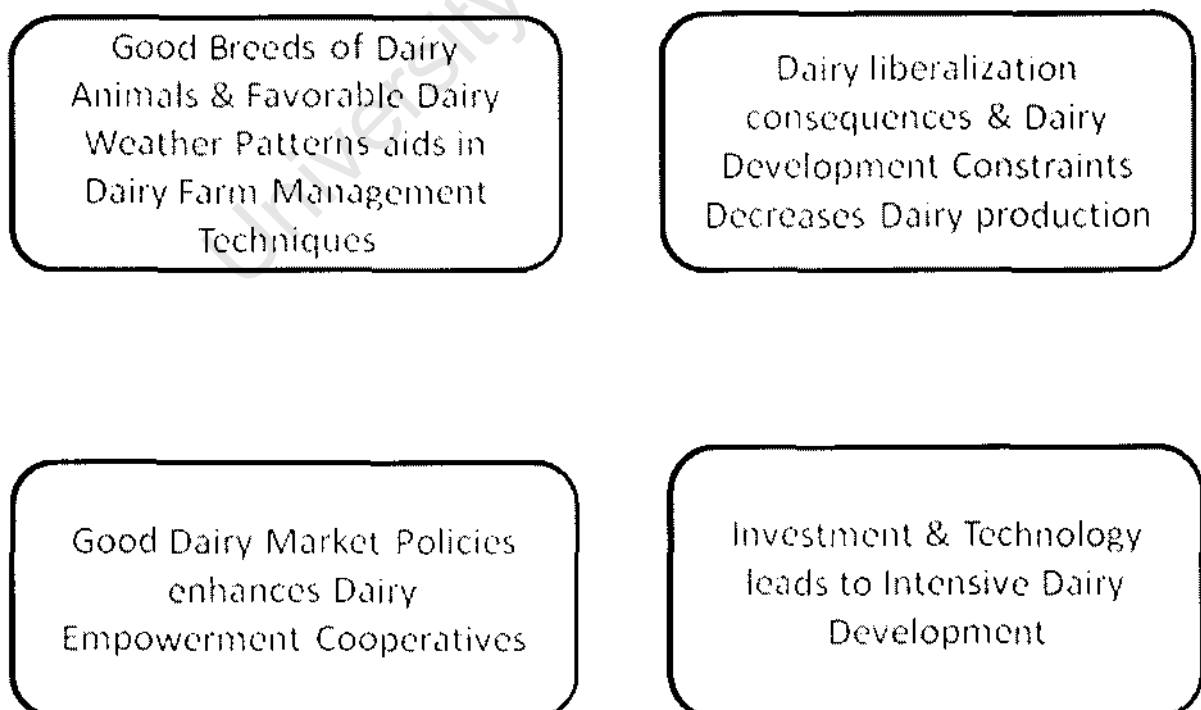 Good Breeds of Dairy
Animals & Favorable Dairy
Weather Patterns aids in
Dairy Farm Management
Techniques
Dairy liberalization
consequences & Dairy
Development Constraints
Decreases Dairy production
Good Dairy Market Policies
enhances Dairy
Empowerment Cooperatives
Investment & Technology
leads to Intensive Dairy
Development
University